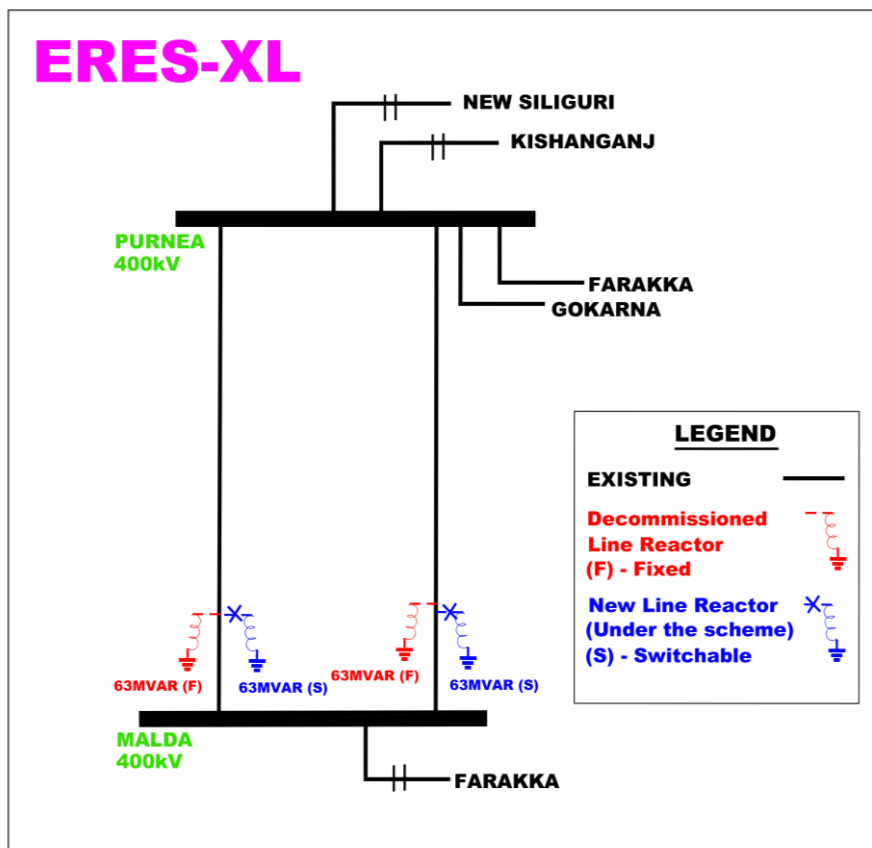 ERES-XL
NEW SILIGURI
KISHANGANJ
PURNEA
400kV
FARAKKA
GOKARNA
LEGEND
EXISTING
Decommissioned
Line Reactor
(F) - Fixed
New Line Reactor
(Under the scheme)
(S) - Switchable
63MVAR (F)
63MVAR (S)
63MVAR (F)
63MVAR (S)
MALDA
400kV
FARAKKA